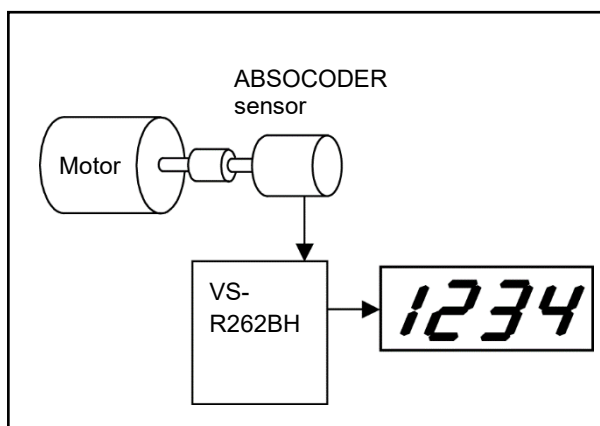 ABSOCODER
sensor
Motor
VS-
R262BH
1234